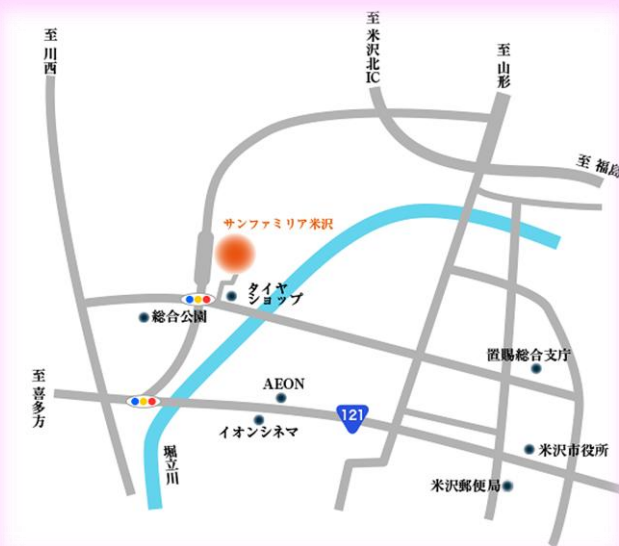 至 川西
至 米沢北IC
至 山形
至 福島
サンファミリア米沢
タイヤ
ショップ
総合公園
置賜総合支庁
至 喜多方
AEON
121
イオンシネマ
堀立川
米沢市役所
米沢郵便局